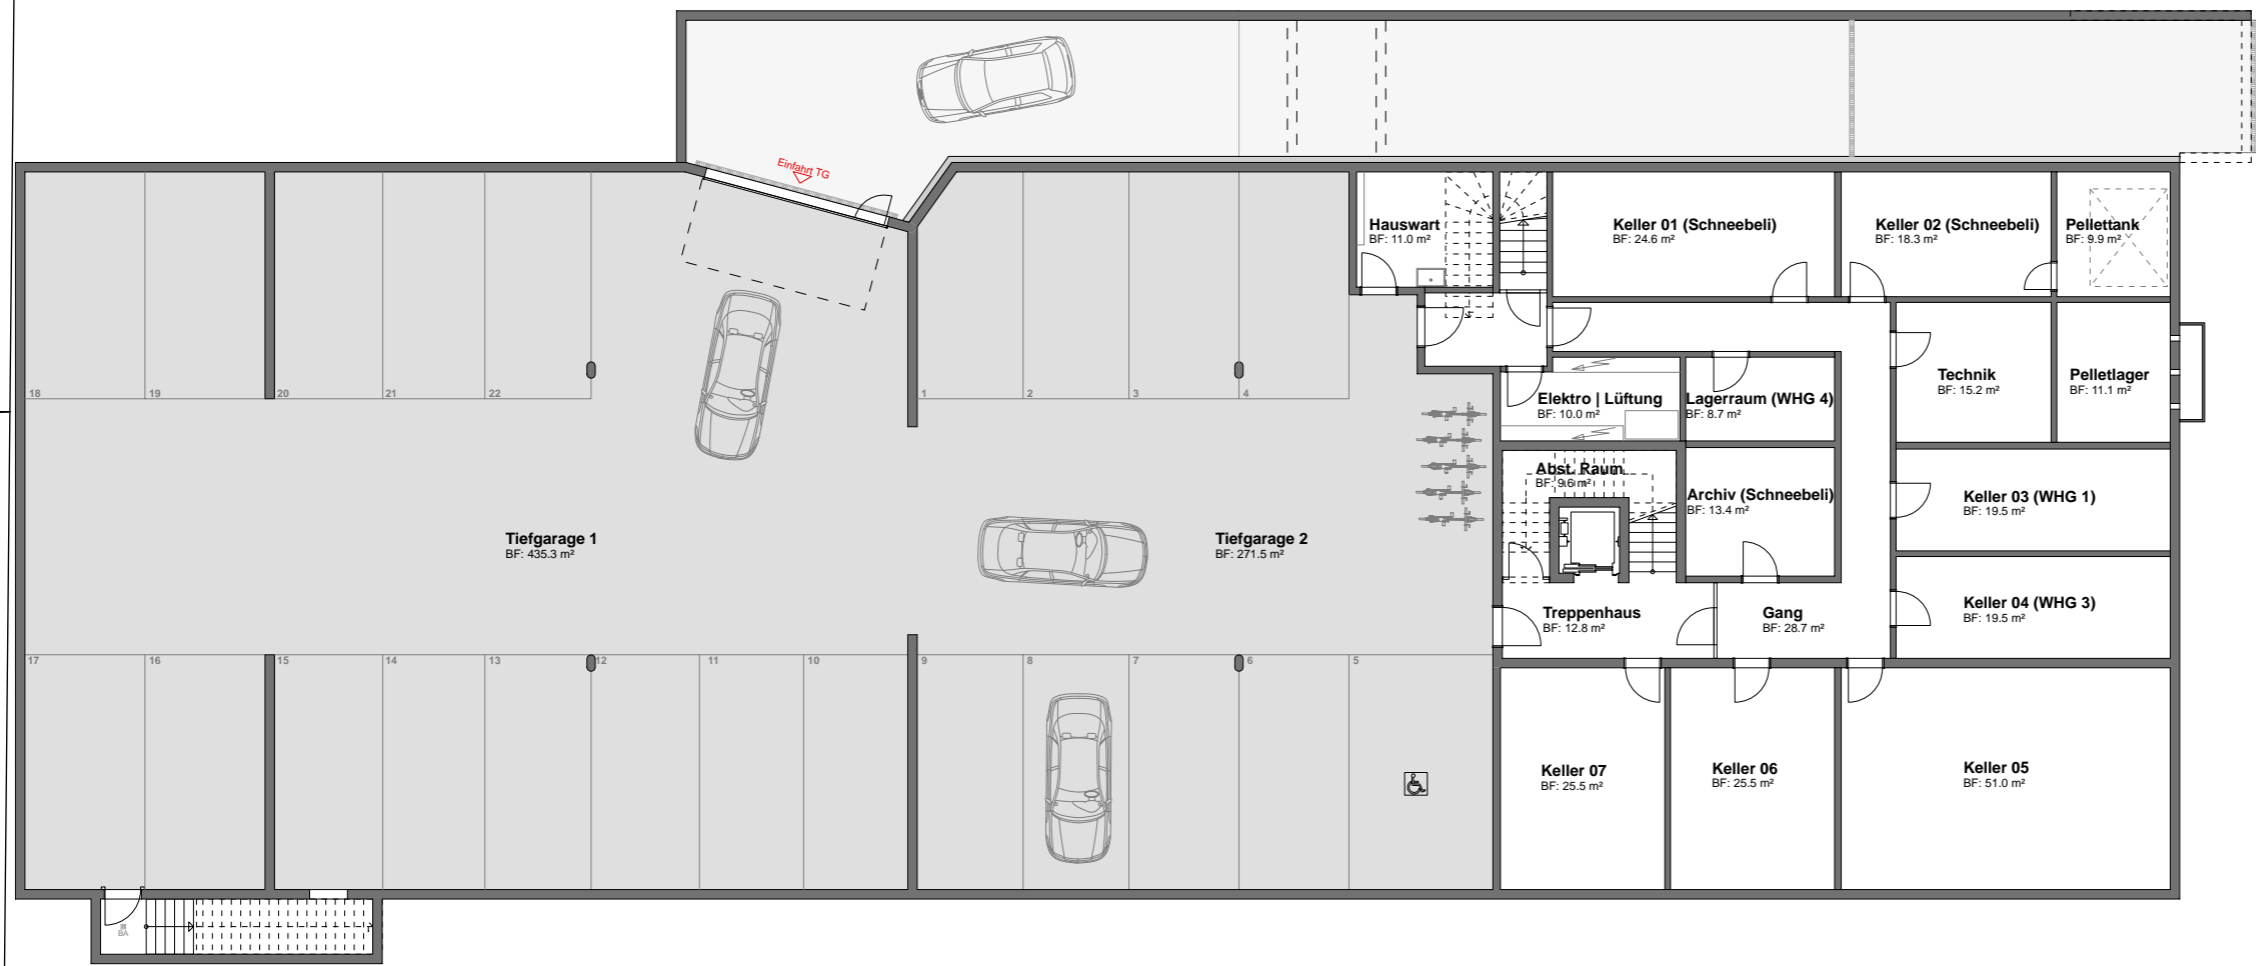 Einfahrt TG
Hauswart
BF: 11.0 m²
Keller 01 (Schneebeli)
BF: 24.6 m²
Keller 02 (Schneebeli)
BF: 18.3 m²
Pellettank
BF: 9.9 m²
18
19
20
21
22
1
2
3
4
Elektro | Lüftung
BF: 10.0 m²
Lagerraum (WHG 4)
BF: 8.7 m²
Technik
BF: 15.2 m²
Pelletlager
BF: 11.1 m²
Abst. Raum
BF: 9.6 m²
Archiv (Schneebeli)
BF: 13.4 m²
Keller 03 (WHG 1)
BF: 19.5 m²
Tiefgarage 1
BF: 435.3 m²
Tiefgarage 2
BF: 271.5 m²
Treppenhaus
BF: 12.8 m²
Gang
BF: 28.7 m²
Keller 04 (WHG 3)
BF: 19.5 m²
17
16
15
14
13
12
11
10
9
8
7
6
5
Keller 07
BF: 25.5 m²
Keller 06
BF: 25.5 m²
Keller 05
BF: 51.0 m²
BA